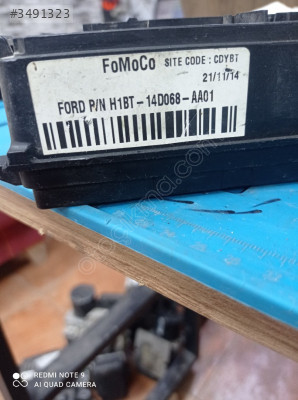 #3491323
FoMoCo SITE CODE : CDYBT
21/11/14
FORD P/N H1BT-14D068-AA01
REDMI NOTE 9
AI QUAD CAMERA